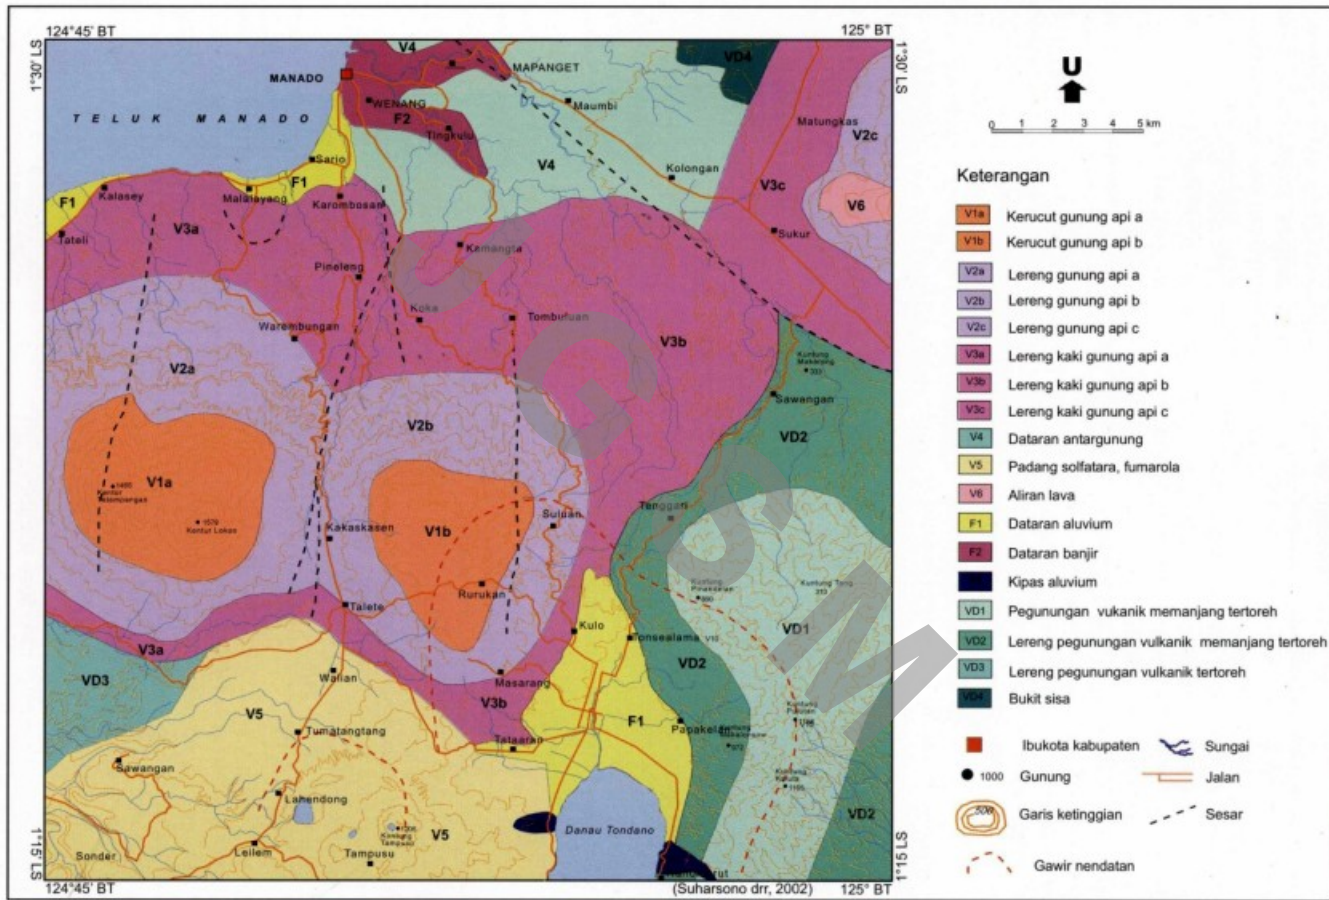 124°45' BT
125° BT
1°30' LS
1°30' LS
V4
VD4
MANADO
MAPANGET
WENANG
F2
Tingkulu
Maumbi
Matungkas
V2c
TELUK MANADO
Sario
V4
Kolongan
V3c
V6
F1
Kalasey
Malalayang
F1
Karombosan
Sukur
Tateli
V3a
Pineleng
Koka
Tombuluan
Warembungan
V3b
V2a
V2b
Sawangan
VD2
V1a
V1b
Kakaskasen
Suluan
Tenggari
Rurukan
Talete
Kulo
Tonsealama
VD1
V3a
VD3
Walian
Masarang
VD2
V5
V3b
F1
Papakelan
Tumatangtang
Tataaran
Sawangan
Lahendong
VD2
V5
Danau Tondano
Sonder
Leilem
Tampusu
1°15' LS
1°15' LS
124°45' BT
(Suharsono drr, 2002)
125° BT
GSM
U
0 1 2 3 4 5 km
Keterangan
V1a Kerucut gunung api a
V1b Kerucut gunung api b
V2a Lereng gunung api a
V2b Lereng gunung api b
V2c Lereng gunung api c
V3a Lereng kaki gunung api a
V3b Lereng kaki gunung api b
V3c Lereng kaki gunung api c
V4 Dataran antargunung
V5 Padang solfatara, fumarola
V6 Aliran lava
F1 Dataran aluvium
F2 Dataran banjir
Kipas aluvium
VD1 Pegunungan vukanik memanjang tertoreh
VD2 Lereng pegunungan vulkanik memanjang tertoreh
VD3 Lereng pegunungan vulkanik tertoreh
VD4 Bukit sisa
Ibukota kabupaten
Sungai
1000 Gunung
Jalan
500 Garis ketinggian
Sesar
Gawir nendatan